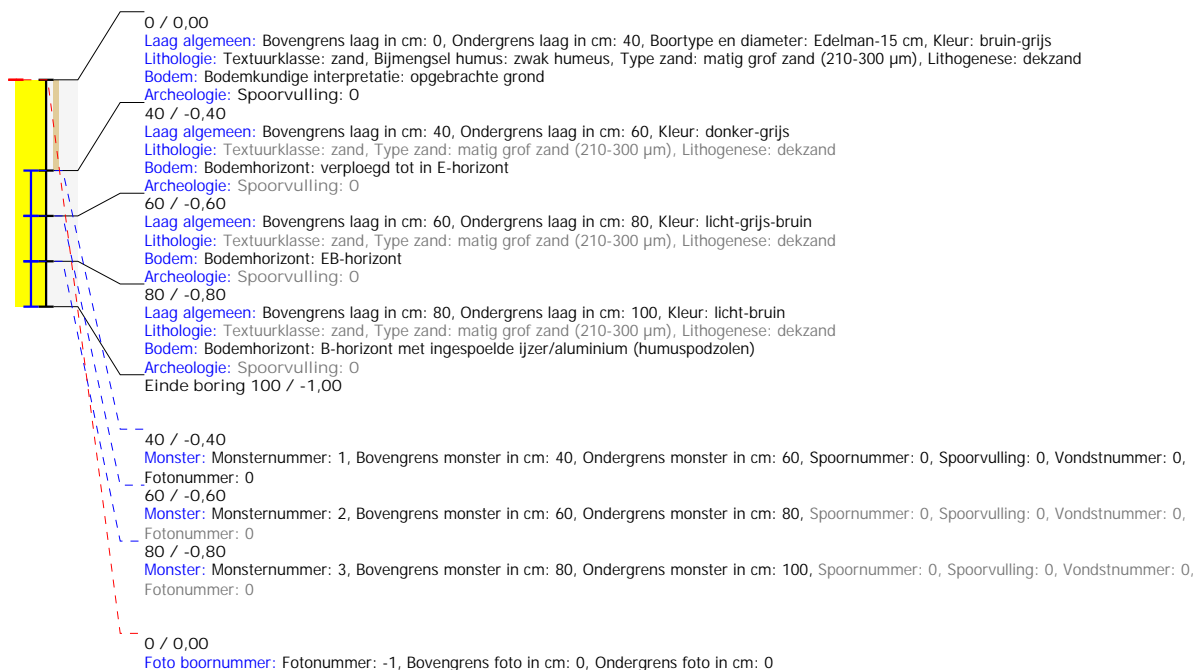 0 / 0,00
Laag algemeen: Bovengrens laag in cm: 0, Ondergrens laag in cm: 40, Boortype en diameter: Edelman-15 cm, Kleur: bruin-grijs
Lithologie: Textuurklasse: zand, Bijmengsel humus: zwak humeus, Type zand: matig grof zand (210-300 µm), Lithogenese: dekzand
Bodem: Bodemkundige interpretatie: opgebrachte grond
Archeologie: Spoorvulling: 0
40 / -0,40
Laag algemeen: Bovengrens laag in cm: 40, Ondergrens laag in cm: 60, Kleur: donker-grijs
Lithologie: Textuurklasse: zand, Type zand: matig grof zand (210-300 µm), Lithogenese: dekzand
Bodem: Bodemhorizont: verploegd tot in E-horizont
Archeologie: Spoorvulling: 0
60 / -0,60
Laag algemeen: Bovengrens laag in cm: 60, Ondergrens laag in cm: 80, Kleur: licht-grijs-bruin
Lithologie: Textuurklasse: zand, Type zand: matig grof zand (210-300 µm), Lithogenese: dekzand
Bodem: Bodemhorizont: EB-horizont
Archeologie: Spoorvulling: 0
80 / -0,80
Laag algemeen: Bovengrens laag in cm: 80, Ondergrens laag in cm: 100, Kleur: licht-bruin
Lithologie: Textuurklasse: zand, Type zand: matig grof zand (210-300 µm), Lithogenese: dekzand
Bodem: Bodemhorizont: B-horizont met ingespoelde ijzer/aluminium (humuspodzolen)
Archeologie: Spoorvulling: 0
Einde boring 100 / -1,00
40 / -0,40
Monster: Monsternummer: 1, Bovengrens monster in cm: 40, Ondergrens monster in cm: 60, Spoornummer: 0, Spoorvulling: 0, Vondstnummer: 0,
Fotonummer: 0
60 / -0,60
Monster: Monsternummer: 2, Bovengrens monster in cm: 60, Ondergrens monster in cm: 80, Spoornummer: 0, Spoorvulling: 0, Vondstnummer: 0,
Fotonummer: 0
80 / -0,80
Monster: Monsternummer: 3, Bovengrens monster in cm: 80, Ondergrens monster in cm: 100, Spoornummer: 0, Spoorvulling: 0, Vondstnummer: 0,
Fotonummer: 0
0 / 0,00
Foto boornummer: Fotonummer: -1, Bovengrens foto in cm: 0, Ondergrens foto in cm: 0